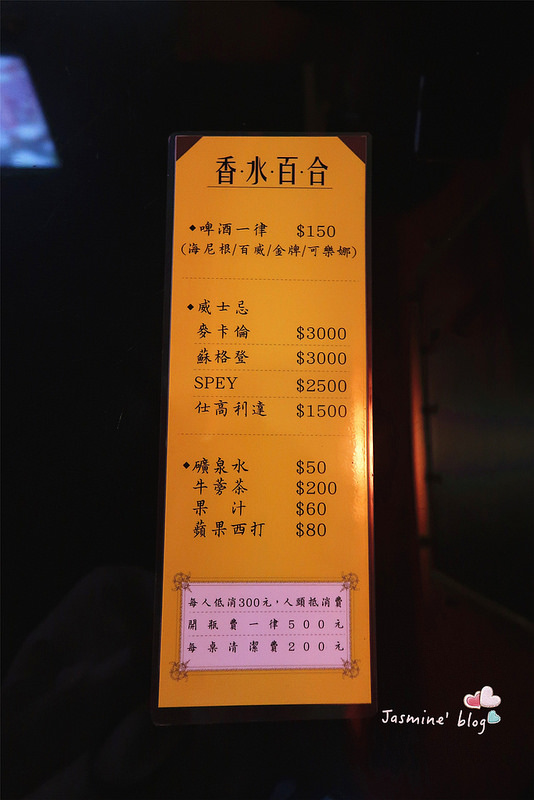 香·水·百·合
◆啤酒一律 $150
(海尼根/百威/金牌/可樂娜)
◆威士忌
麥卡倫 $3000
蘇格登 $3000
SPEY $2500
仕高利達 $1500
◆礦泉水 $50
牛蒡茶 $200
果 汁 $60
蘋果西打 $80
每人低消300元,人頭抵消費
開瓶費一律500元
每桌清潔費200元
Jasmine' blog